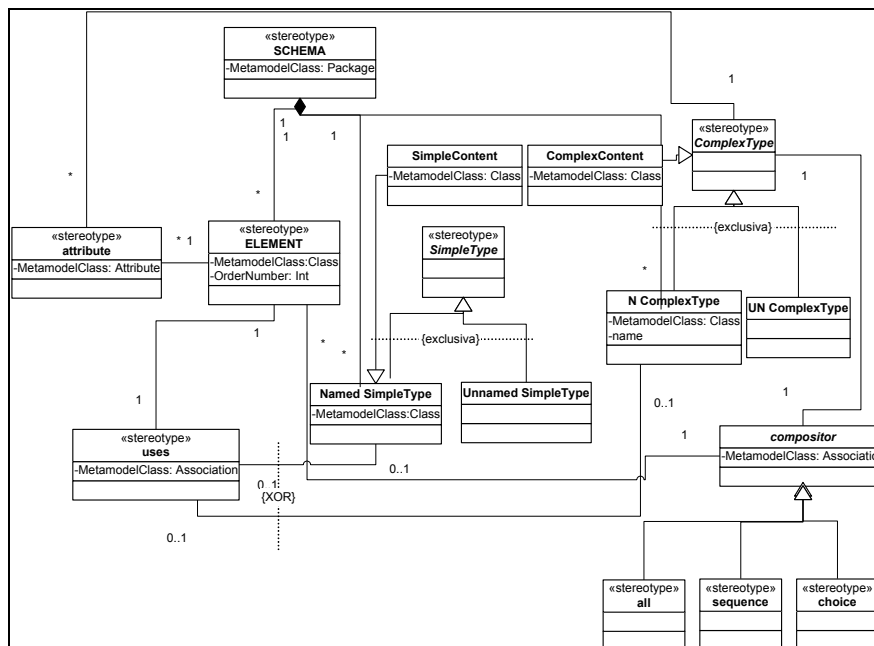 «stereotype»
SCHEMA
-MetamodelClass: Package
1
1
1
1
«stereotype»
ComplexType
SimpleContent
-MetamodelClass: Class
ComplexContent
-MetamodelClass: Class
1
*
*
«stereotype»
attribute
-MetamodelClass: Attribute
* 1
«stereotype»
ELEMENT
-MetamodelClass:Class
-OrderNumber: Int
«stereotype»
SimpleType
{exclusiva}
*
N ComplexType
-MetamodelClass: Class
-name
UN ComplexType
1
*
*
{exclusiva}
Named SimpleType
-MetamodelClass:Class
Unnamed SimpleType
1
0..1
1
«stereotype»
uses
-MetamodelClass: Association
1
compositor
-MetamodelClass: Associatio
0..1
0..1
{XOR}
0..1
«stereotype»
all
«stereotype»
sequence
«stereotype»
choice